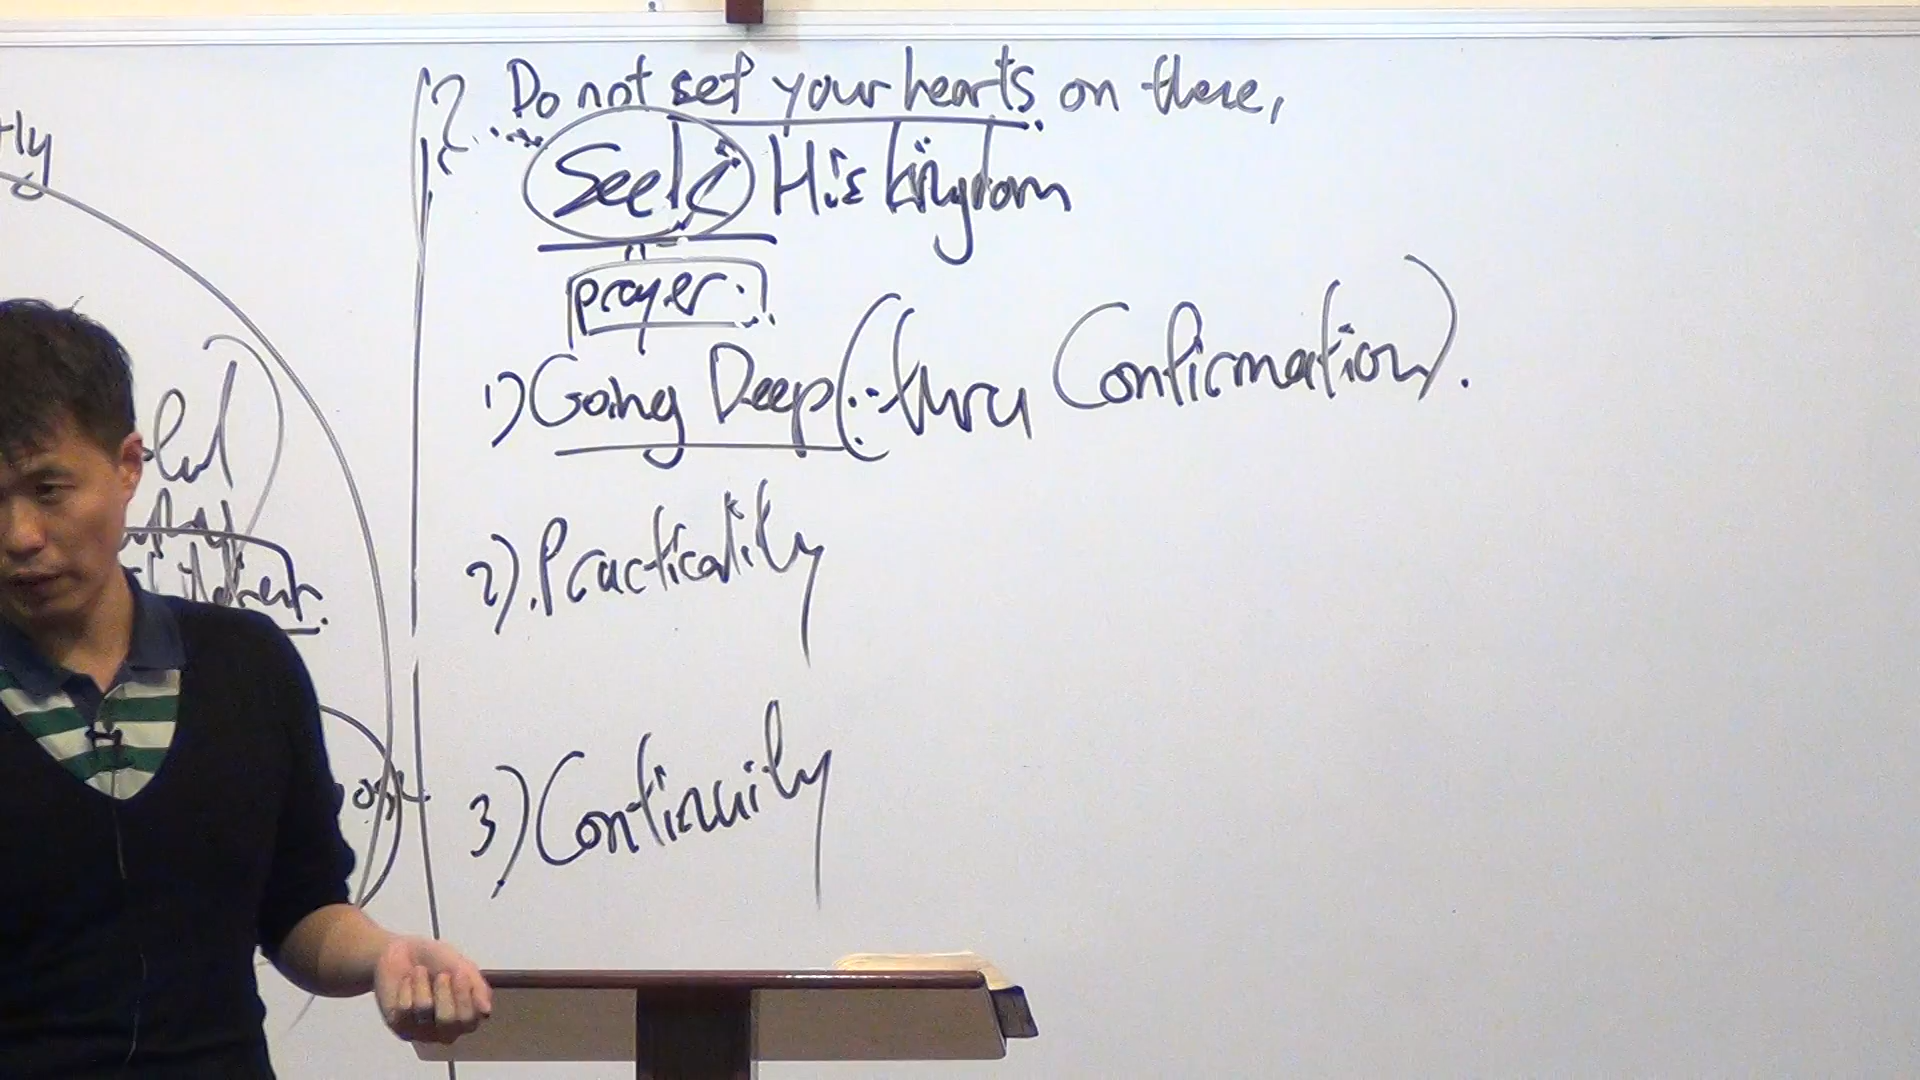 2. Do not set your hearts on these,
Seek His kingdom
prayer.
1) Going Deep (thru Confirmation).
2). Practicality
3) Continuity